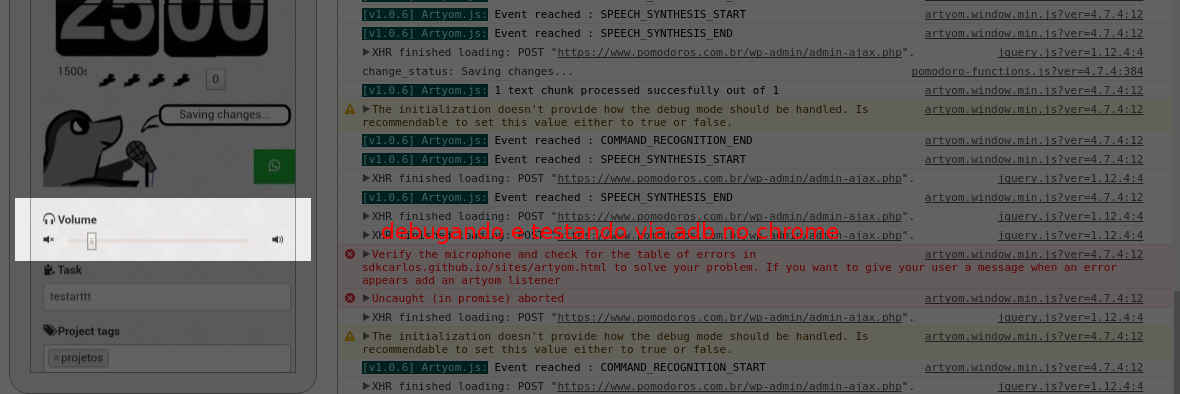 25:00
1500s
0
Saving changes...
Volume
Task
testarttt
Project tags
×projetos
[v1.0.6] Artyom.js: Event reached : SPEECH_SYNTHESIS_START artyom.window.min.js?ver=4.7.4:12
[v1.0.6] Artyom.js: Event reached : SPEECH_SYNTHESIS_END artyom.window.min.js?ver=4.7.4:12
▶XHR finished loading: POST "https://www.pomodoros.com.br/wp-admin/admin-ajax.php". jquery.js?ver=1.12.4:4
change_status: Saving changes... pomodoro-functions.js?ver=4.7.4:384
[v1.0.6] Artyom.js: 1 text chunk processed succesfully out of 1 artyom.window.min.js?ver=4.7.4:12
▶The initialization doesn't provide how the debug mode should be handled. Is artyom.window.min.js?ver=4.7.4:12
recommendable to set this value either to true or false.
[v1.0.6] Artyom.js: Event reached : COMMAND_RECOGNITION_END artyom.window.min.js?ver=4.7.4:12
[v1.0.6] Artyom.js: Event reached : SPEECH_SYNTHESIS_START artyom.window.min.js?ver=4.7.4:12
▶XHR finished loading: POST "https://www.pomodoros.com.br/wp-admin/admin-ajax.php". jquery.js?ver=1.12.4:4
[v1.0.6] Artyom.js: Event reached : SPEECH_SYNTHESIS_END artyom.window.min.js?ver=4.7.4:12
▶XHR finished loading: POST "https://www.pomodoros.com.br/wp-admin/admin-ajax.php". jquery.js?ver=1.12.4:4
debugando e testando via adb no chrome
▶XHR finished loading: POST "https://www.pomodoros.com.br/wp-admin/admin-ajax.php". jquery.js?ver=1.12.4:4
▶Verify the microphone and check for the table of errors in artyom.window.min.js?ver=4.7.4:12
sdkcarlos.github.io/sites/artyom.html to solve your problem. If you want to give your user a message when an error
appears add an artyom listener
▶Uncaught (in promise) aborted artyom.window.min.js?ver=4.7.4:12
▶XHR finished loading: POST "https://www.pomodoros.com.br/wp-admin/admin-ajax.php". jquery.js?ver=1.12.4:4
▶The initialization doesn't provide how the debug mode should be handled. Is artyom.window.min.js?ver=4.7.4:12
recommendable to set this value either to true or false.
[v1.0.6] Artyom.js: Event reached : COMMAND_RECOGNITION_START artyom.window.min.js?ver=4.7.4:12
▶XHR finished loading: POST "https://www.pomodoros.com.br/wp-admin/admin-ajax.php". jquery.js?ver=1.12.4:4